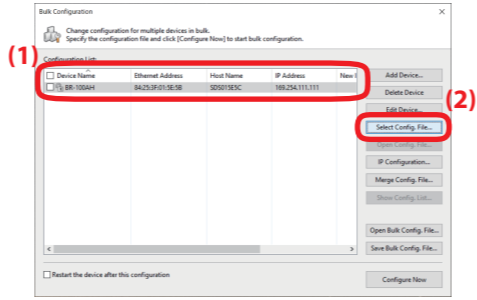 Bulk Configuration
Change configuration for multiple devices in bulk.
Specify the configuration file and click [Configure Now] to start bulk configuration.
(1)
Configuration List:
Device Name Ethernet Address Host Name IP Address New I
BR-100AH 84:25:3F:01:5E:5B SDS015E5C 169.254.111.111
Add Device...
Delete Device
(2)
Edit Device...
Select Config. File...
Open Config. File...
IP Configuration...
Merge Config. File...
Show Config. List...
Open Bulk Config. File...
Save Bulk Config. File...
Restart the device after this configuration
Configure Now